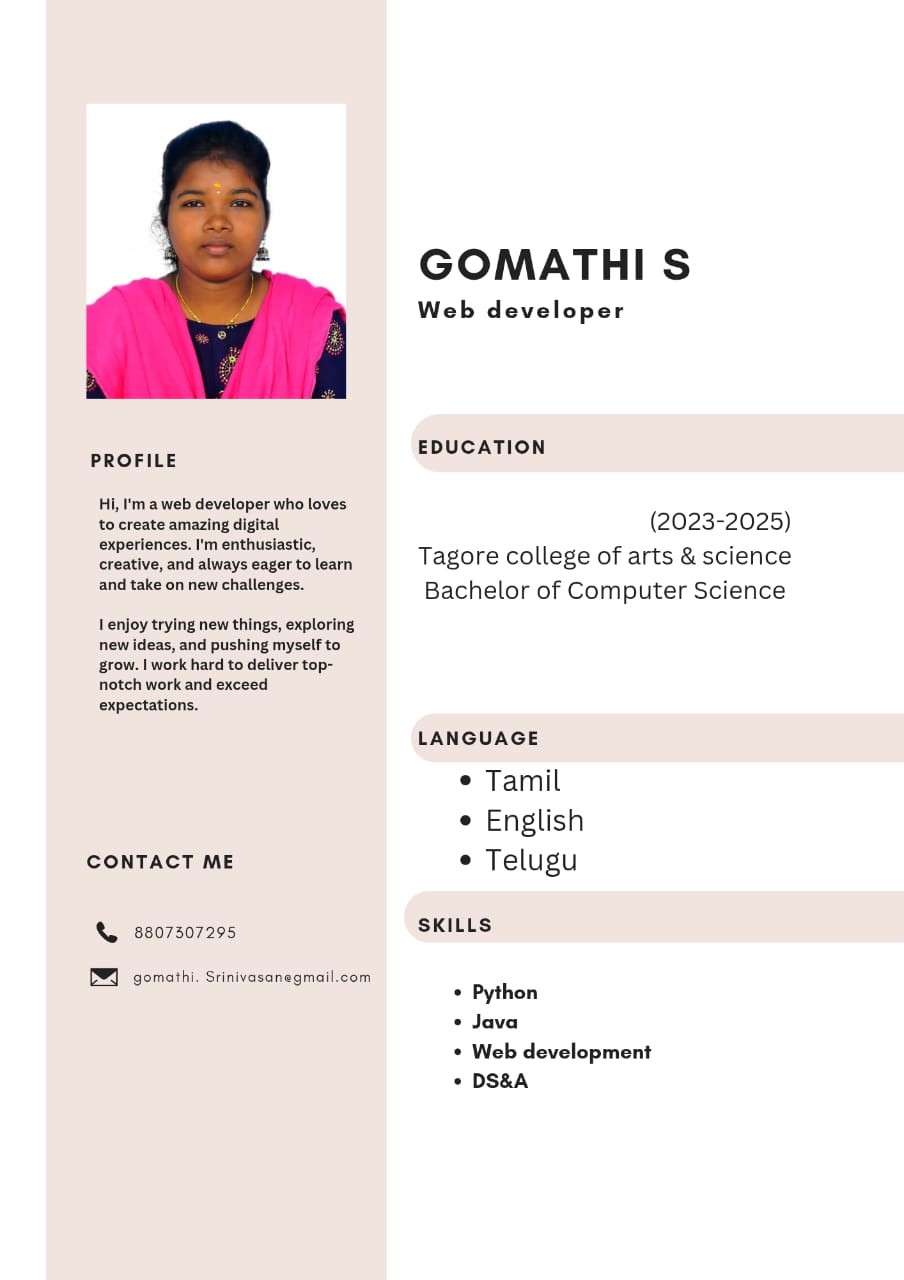 GOMATHI S
Web developer
PROFILE
Hi, I'm a web developer who loves
to create amazing digital
experiences. I'm enthusiastic,
creative, and always eager to learn
and take on new challenges.
I enjoy trying new things, exploring
new ideas, and pushing myself to
grow. I work hard to deliver top-
notch work and exceed
expectations.
CONTACT ME
8807307295
gomathi. Srinivasan@gmail.com
EDUCATION
(2023-2025)
Tagore college of arts & science
Bachelor of Computer Science
LANGUAGE
• Tamil
• English
• Telugu
SKILLS
• Python
• Java
• Web development
• DS&A